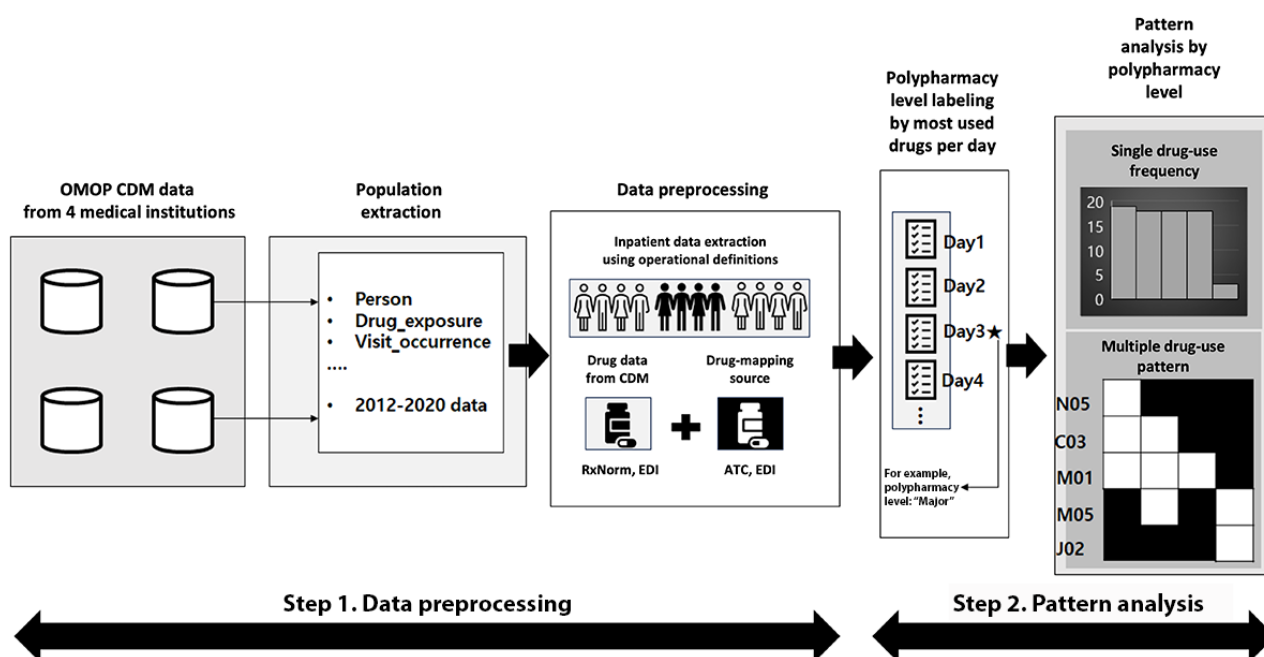 OMOP CDM data
from 4 medical institutions
Population
extraction
• Person
• Drug_exposure
• Visit_occurrence
....
• 2012-2020 data
Data preprocessing
Inpatient data extraction
using operational definitions
Drug data
from CDM
RxNorm, EDI
Drug-mapping
source
ATC, EDI
Polypharmacy
level labeling
by most used
drugs per day
Day1
Day2
Day3★
Day4
⋮
For example,
polypharmacy
level: “Major”
Pattern
analysis by
polypharmacy
level
Single drug-use
frequency
20
15
10
5
0
Multiple drug-use
pattern
N05
C03
M01
M05
J02
Step 1. Data preprocessing
Step 2. Pattern analysis